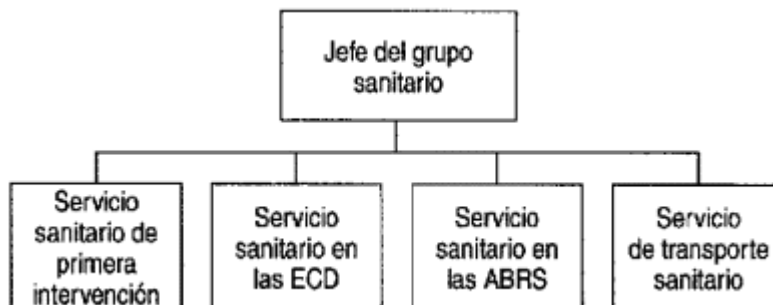 Jefe del grupo
sanitario
Servicio
sanitario de
primera
intervención
Servicio
sanitario en
las ECD
Servicio
sanitario en
las ABRS
Servicio
de transporte
sanitario